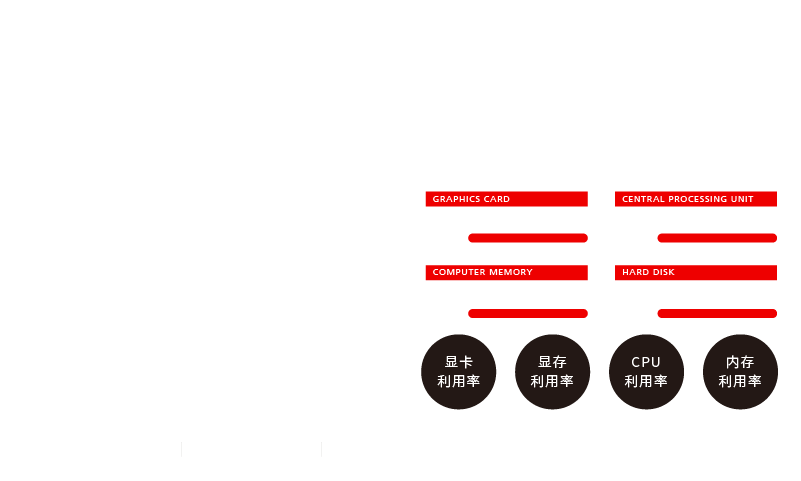 GRAPHICS CARD
CENTRAL PROCESSING UNIT
COMPUTER MEMORY
HARD DISK
显卡
利用率
显存
利用率
CPU
利用率
内存
利用率